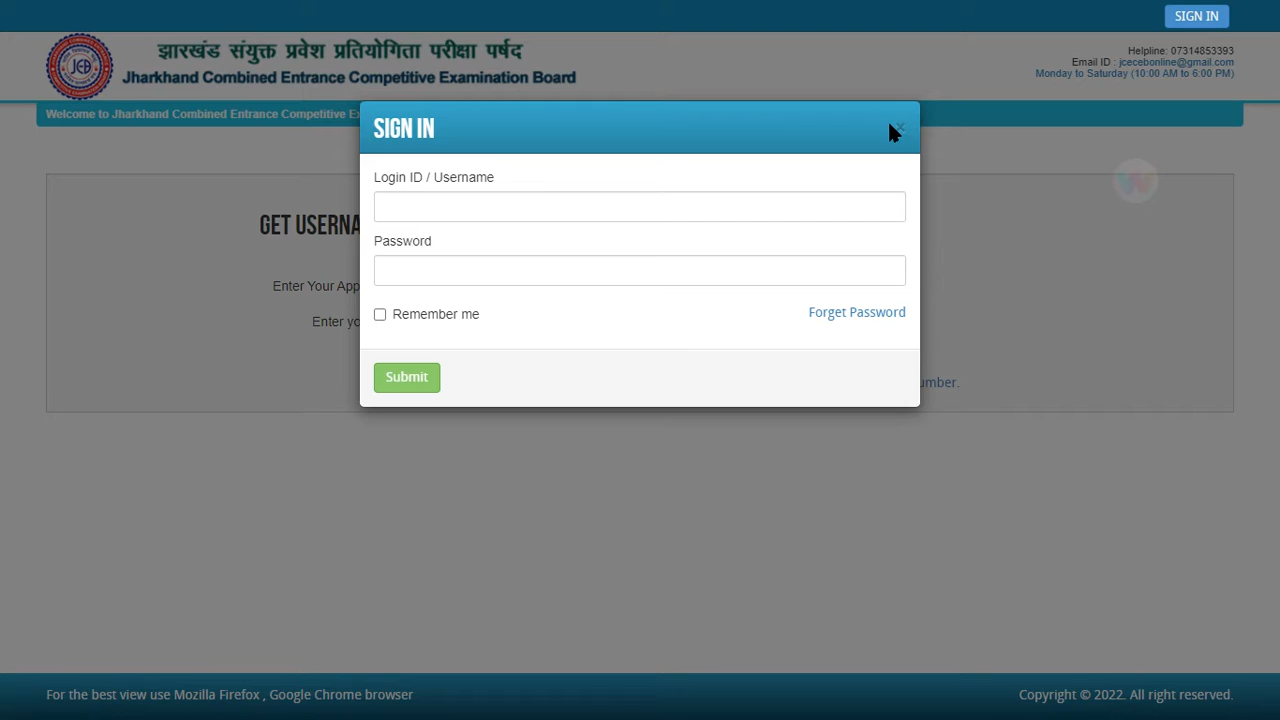 SIGN IN
झारखंड संयुक्त प्रवेश प्रतियोगिता परीक्षा पर्षद
Jharkhand Combined Entrance Competitive Examination Board
JCEB
Helpline: 07314853393
Email ID : jcecebonline@gmail.com
Monday to Saturday (10:00 AM to 6:00 PM)
Welcome to Jharkhand Combined Entrance Competitive Ex
SIGN IN
×
Login ID / Username
Password
Remember me
Forget Password
Submit
GET USERNA
Enter Your App
Enter yo
umber.
For the best view use Mozilla Firefox , Google Chrome browser
Copyright © 2022. All right reserved.